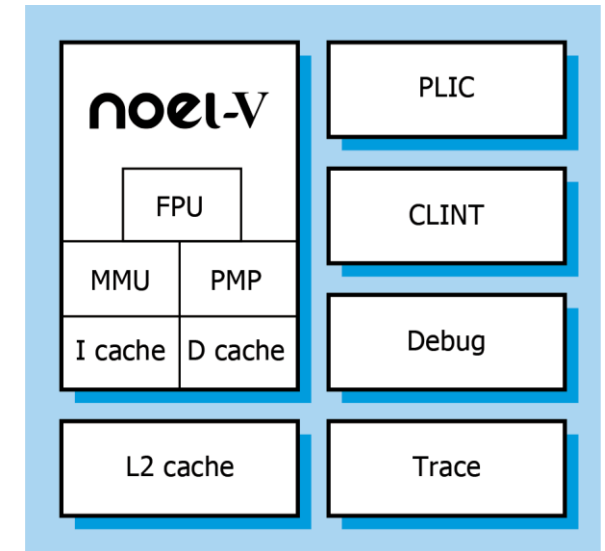 noel-V
FPU
MMU
PMP
I cache
D cache
L2 cache
PLIC
CLINT
Debug
Trace